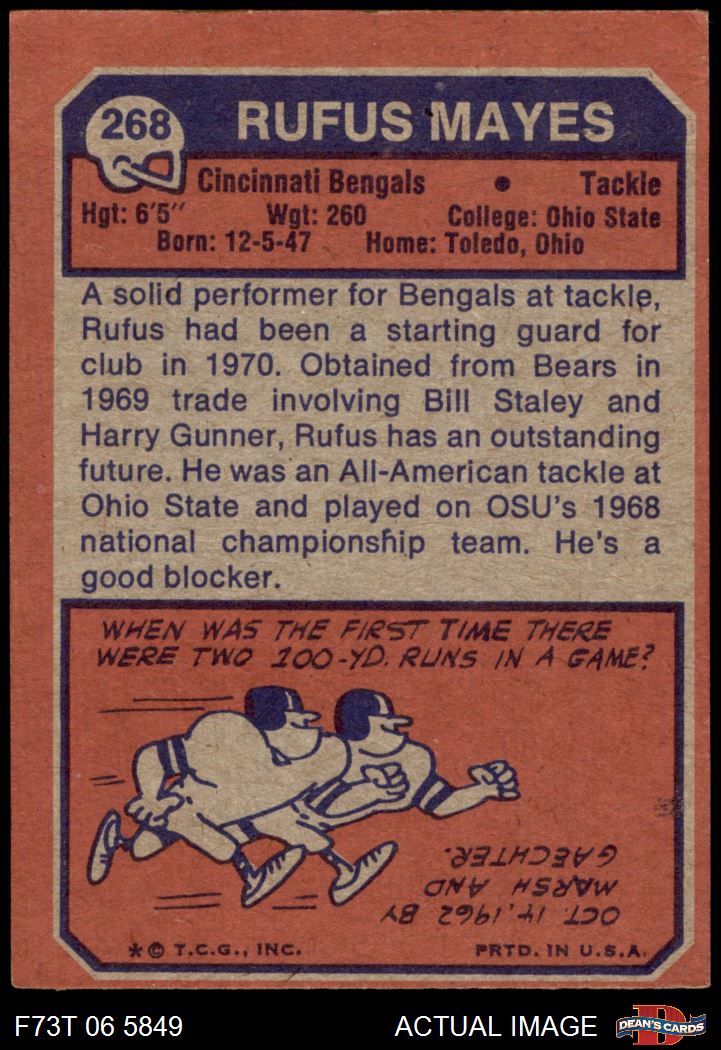 268
RUFUS MAYES
Cincinnati Bengals • Tackle
Hgt: 6'5" Wgt: 260 College: Ohio State
Born: 12-5-47 Home: Toledo, Ohio
A solid performer for Bengals at tackle,
Rufus had been a starting guard for
club in 1970. Obtained from Bears in
1969 trade involving Bill Staley and
Harry Gunner, Rufus has an outstanding
future. He was an All-American tackle at
Ohio State and played on OSU's 1968
national championship team. He's a
good blocker.
WHEN WAS THE FIRST TIME THERE
WERE TWO 100-YD. RUNS IN A GAME?
OCT. 14, 1962 BY
MARSH AND
GAECHTER.
* © T.C.G., INC. PRTD. IN U.S.A.
F73T 06 5849 ACTUAL IMAGE
D
DEAN'S CARDS